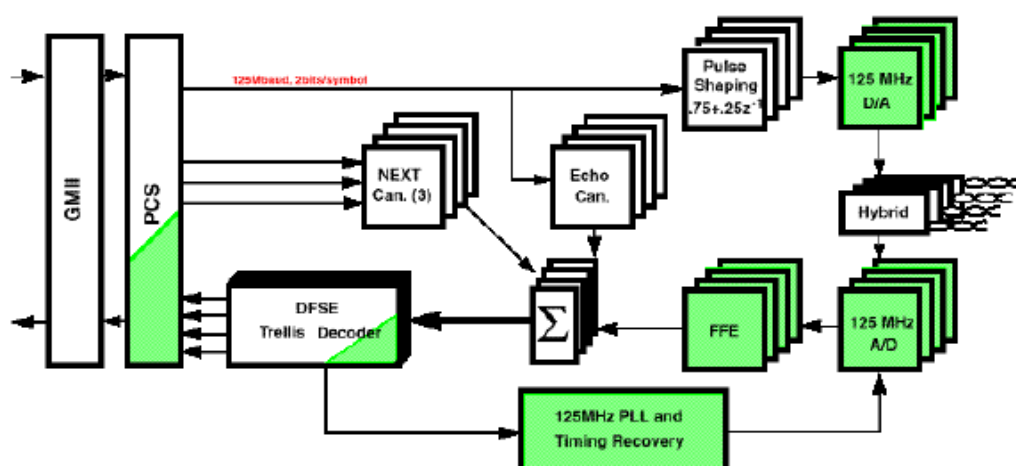 GMII
PCS
125Mbaud, 2bits/symbol
NEXT
Can. (3)
Echo
Can.
Pulse
Shaping
.75+.25z⁻¹
125 MHz
D/A
Hybrid
125 MHz
A/D
FFE
Σ
DFSE
Trellis Decoder
125MHz PLL and
Timing Recovery